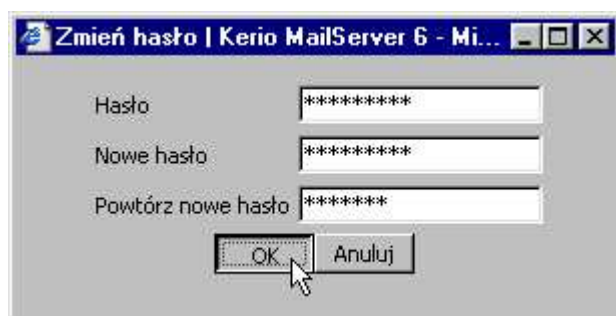 Zmień hasło | Kerio MailServer 6 - Mi...
Hasło *********
Nowe hasło *********
Powtórz nowe hasło *******
OK Anuluj